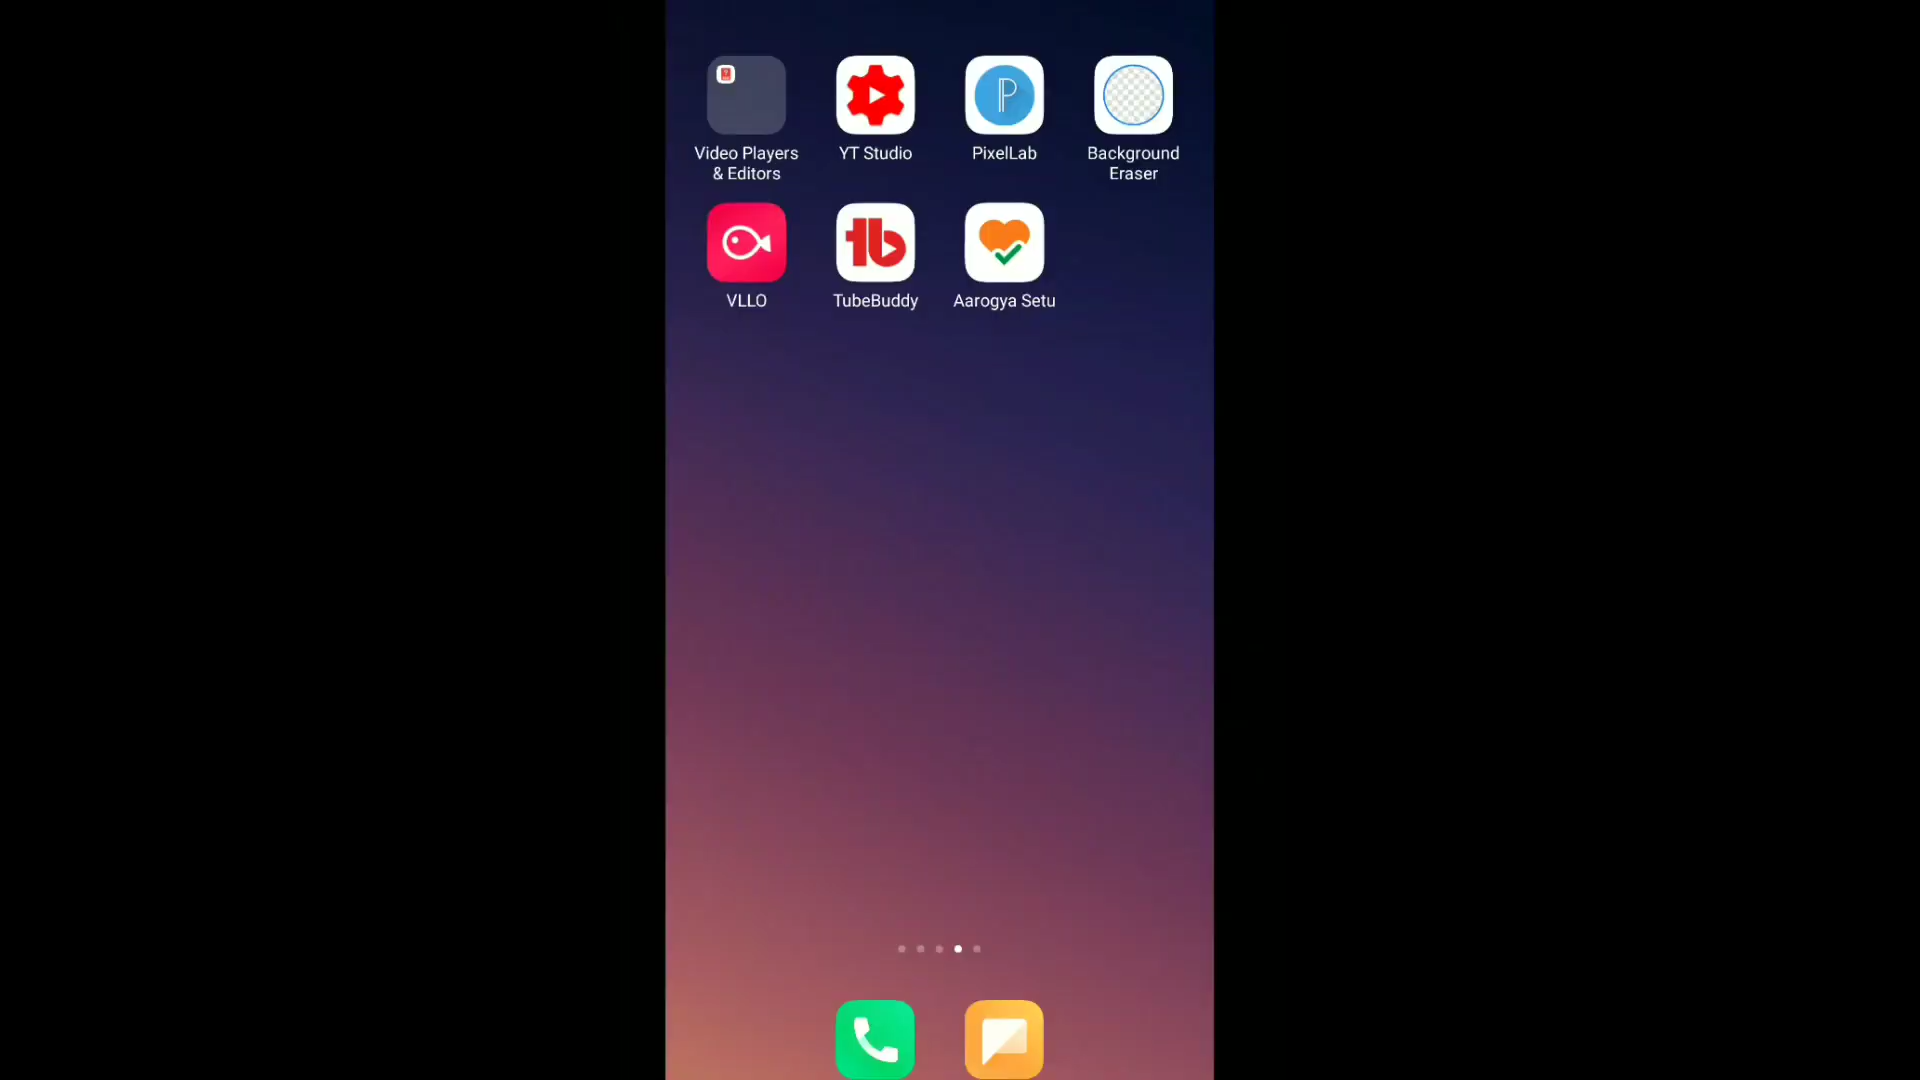 Video Players
& Editors
YT Studio
PixelLab
Background
Eraser
VLLO
TubeBuddy
Aarogya Setu